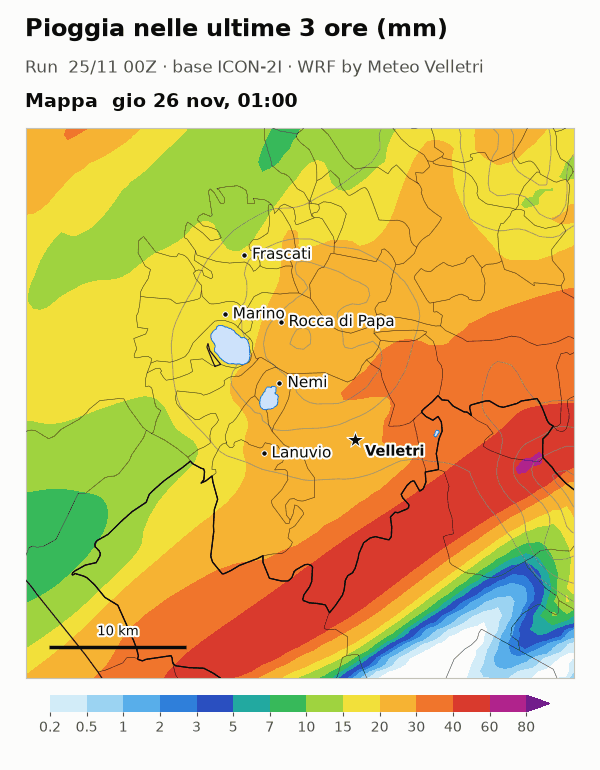 Pioggia nelle ultime 3 ore (mm)
Run  25/11 00Z · base ICON-2I · WRF by Meteo Velletri
Mappa  gio 26 nov, 01:00
Frascati
Marino
Rocca di Papa
Nemi
Velletri
Lanuvio
10 km
0.2 0.5 1 2 3 5 7 10 15 20 30 40 60 80